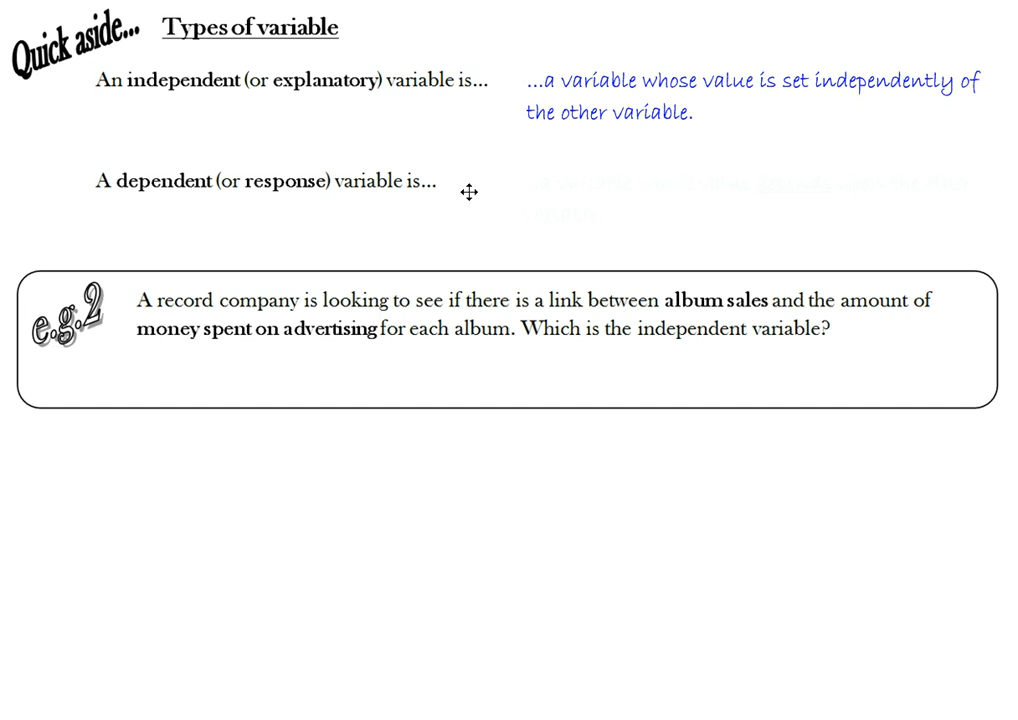 Quick aside...
Types of variable
An independent (or explanatory) variable is...
...a variable whose value is set independently of
the other variable.
A dependent (or response) variable is...
e.g.2
A record company is looking to see if there is a link between album sales and the amount of
money spent on advertising for each album. Which is the independent variable?